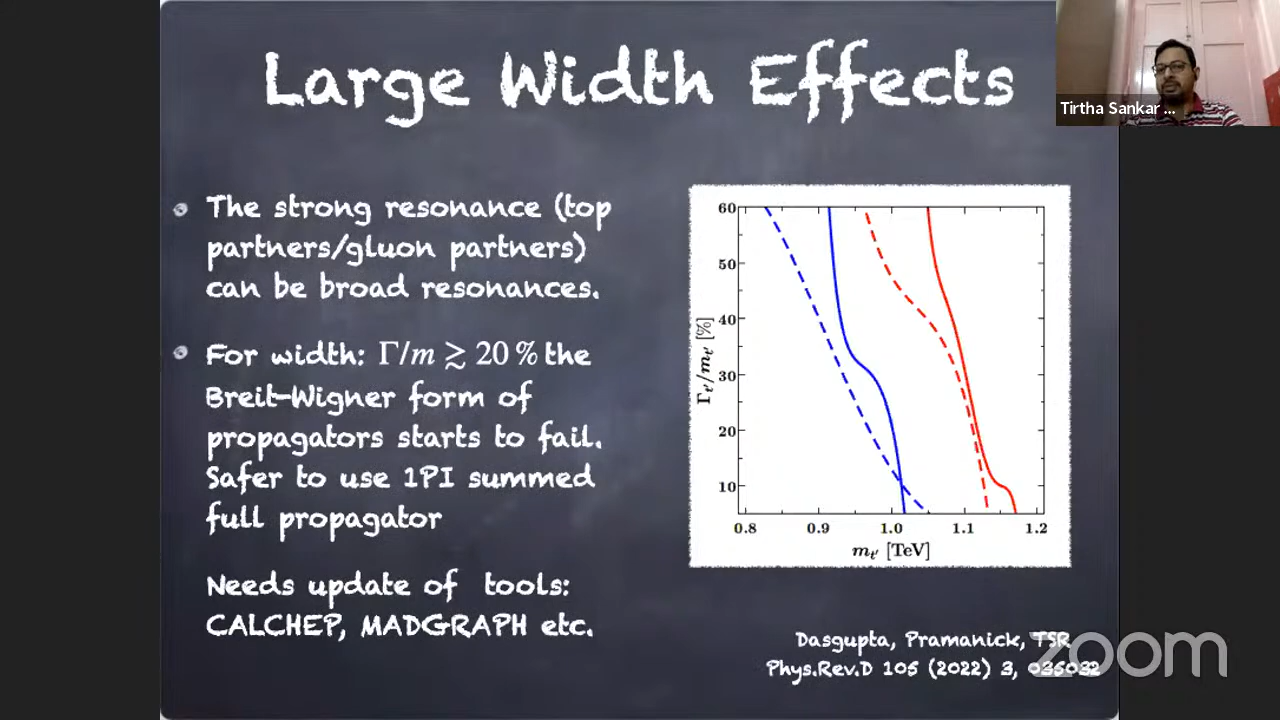 Large Width Effects
Tirtha Sankar ...
The strong resonance (top
partners/gluon partners)
can be broad resonances.
For width: Γ/m ≳ 20 % the
Breit-Wigner form of
propagators starts to fail.
Safer to use 1PI summed
full propagator
Needs update of tools:
CALCHEP, MADGRAPH etc.
60
50
40
30
20
10
Γt′/mt′ [%]
0.8 0.9 1.0 1.1 1.2
mt′ [TeV]
Dasgupta, Pramanick, TSR
Phys.Rev.D 105 (2022) 3, 035032
zoom